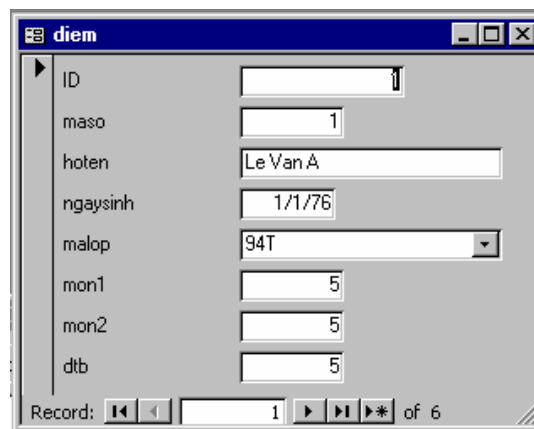 diem
ID 1
maso 1
hoten Le Van A
ngaysinh 1/1/76
malop 94T
mon1 5
mon2 5
dtb 5
Record: 1 of 6